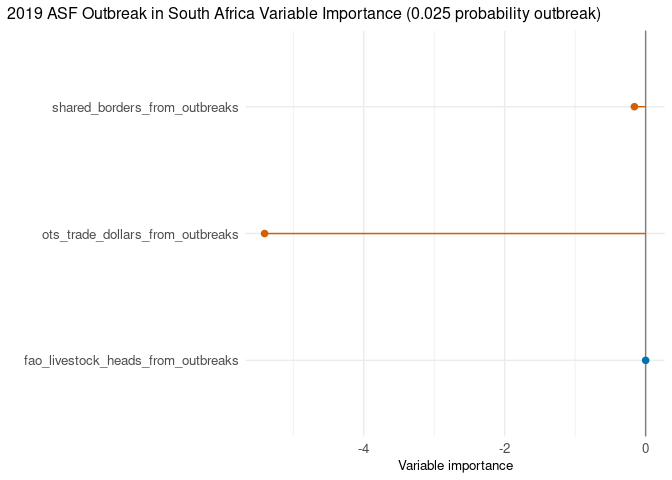 2019 ASF Outbreak in South Africa Variable Importance (0.025 probability outbreak)
shared_borders_from_outbreaks
ots_trade_dollars_from_outbreaks
fao_livestock_heads_from_outbreaks
-4 -2 0
Variable importance